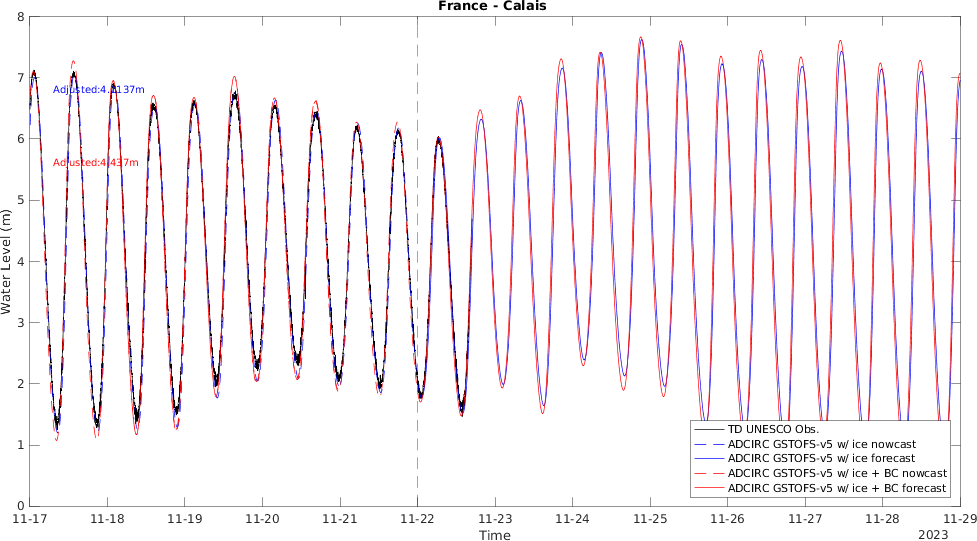 France - Calais
8
7
6
5
4
3
2
1
0
Water Level (m)
Adjusted:4.
137m
Adjusted:4.437m
TD UNESCO Obs.
ADCIRC GSTOFS-v5 w/ ice nowcast
ADCIRC GSTOFS-v5 w/ ice forecast
ADCIRC GSTOFS-v5 w/ ice + BC nowcast
ADCIRC GSTOFS-v5 w/ ice + BC forecast
11-17 11-18 11-19 11-20 11-21 11-22 11-23 11-24 11-25 11-26 11-27 11-28 11-29
Time
2023